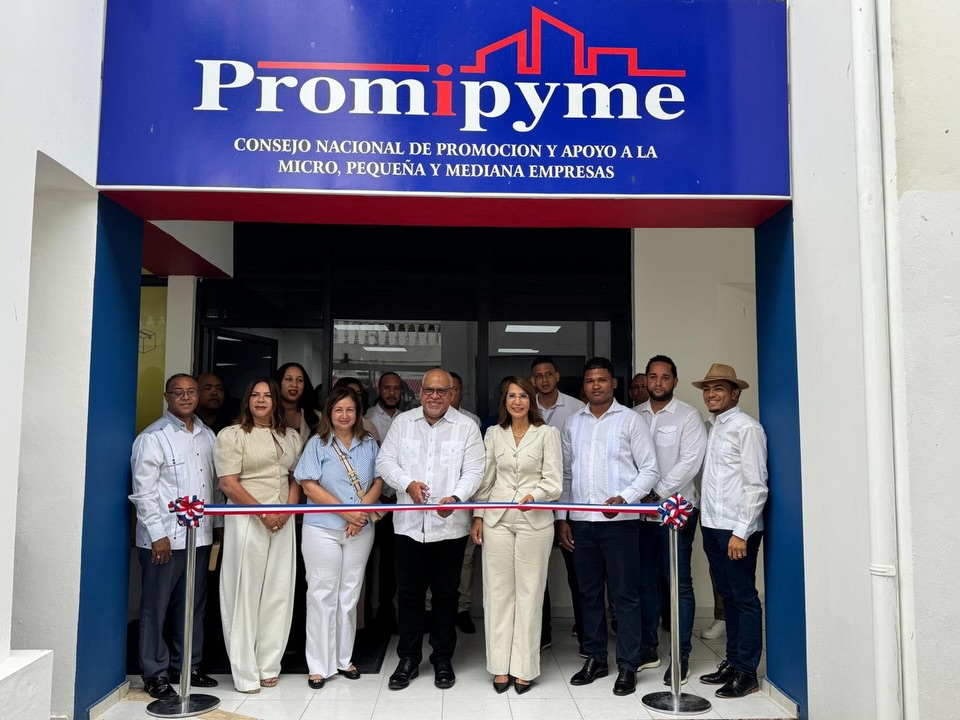 Promipyme
CONSEJO NACIONAL DE PROMOCION Y APOYO A LA
MICRO, PEQUEÑA Y MEDIANA EMPRESAS